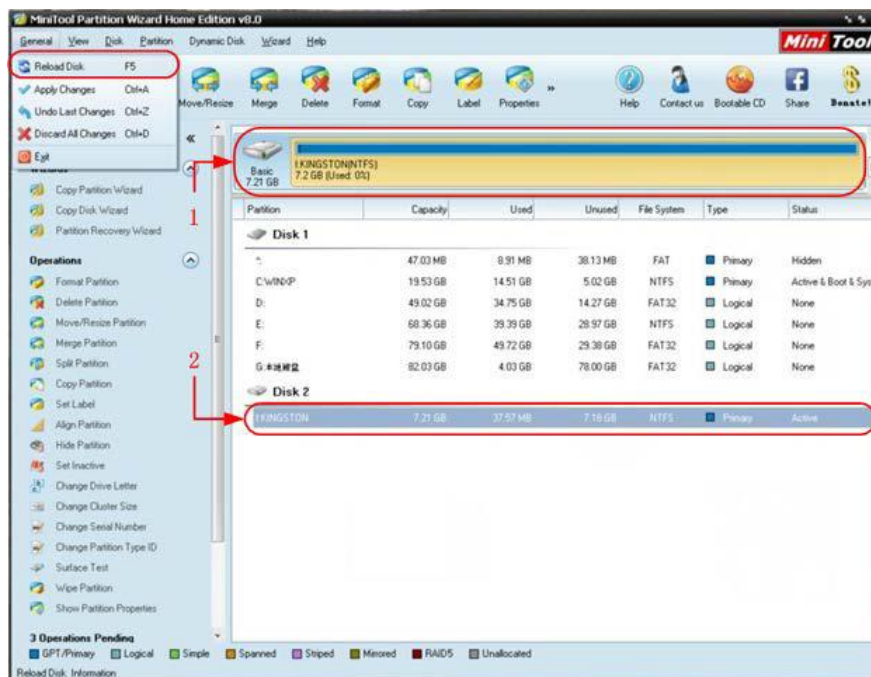 MiniTool Partition Wizard Home Edition v8.0
General View Disk Partition Dynamic Disk Wizard Help
Mini Tool
Reload Disk F5
Apply Changes Ctrl+A
Undo Last Changes Ctrl+Z
Discard All Changes Ctrl+D
Exit
Move/Resize Merge Delete Format Copy Label Properties » Help Contact us Bootable CD Share Donate!
«
Wizards
Copy Partition Wizard
Copy Disk Wizard
Partition Recovery Wizard
Operations
Format Partition
Delete Partition
Move/Resize Partition
Merge Partition
Split Partition
Copy Partition
Set Label
Align Partition
Hide Partition
Set Inactive
Change Drive Letter
Change Cluster Size
Change Serial Number
Change Partition Type ID
Surface Test
Wipe Partition
Show Partition Properties
3 Operations Pending
1
2
Basic
7.21 GB
I:KINGSTON(NTFS)
7.2 GB (Used: 0%)
Partition Capacity Used Unused File System Type Status
Disk 1
*: 47.03 MB 8.91 MB 38.13 MB FAT Primary Hidden
C:WINXP 19.53 GB 14.51 GB 5.02 GB NTFS Primary Active & Boot & Sys
D: 49.02 GB 34.75 GB 14.27 GB FAT32 Logical None
E: 68.36 GB 39.39 GB 28.97 GB NTFS Logical None
F: 79.10 GB 49.72 GB 29.38 GB FAT32 Logical None
G:本地磁盘 82.03 GB 4.03 GB 78.00 GB FAT32 Logical None
Disk 2
I:KINGSTON 7.21 GB 37.57 MB 7.18 GB NTFS Primary Active
GPT/Primary Logical Simple Spanned Striped Mirrored RAID5 Unallocated
Reload Disk Information